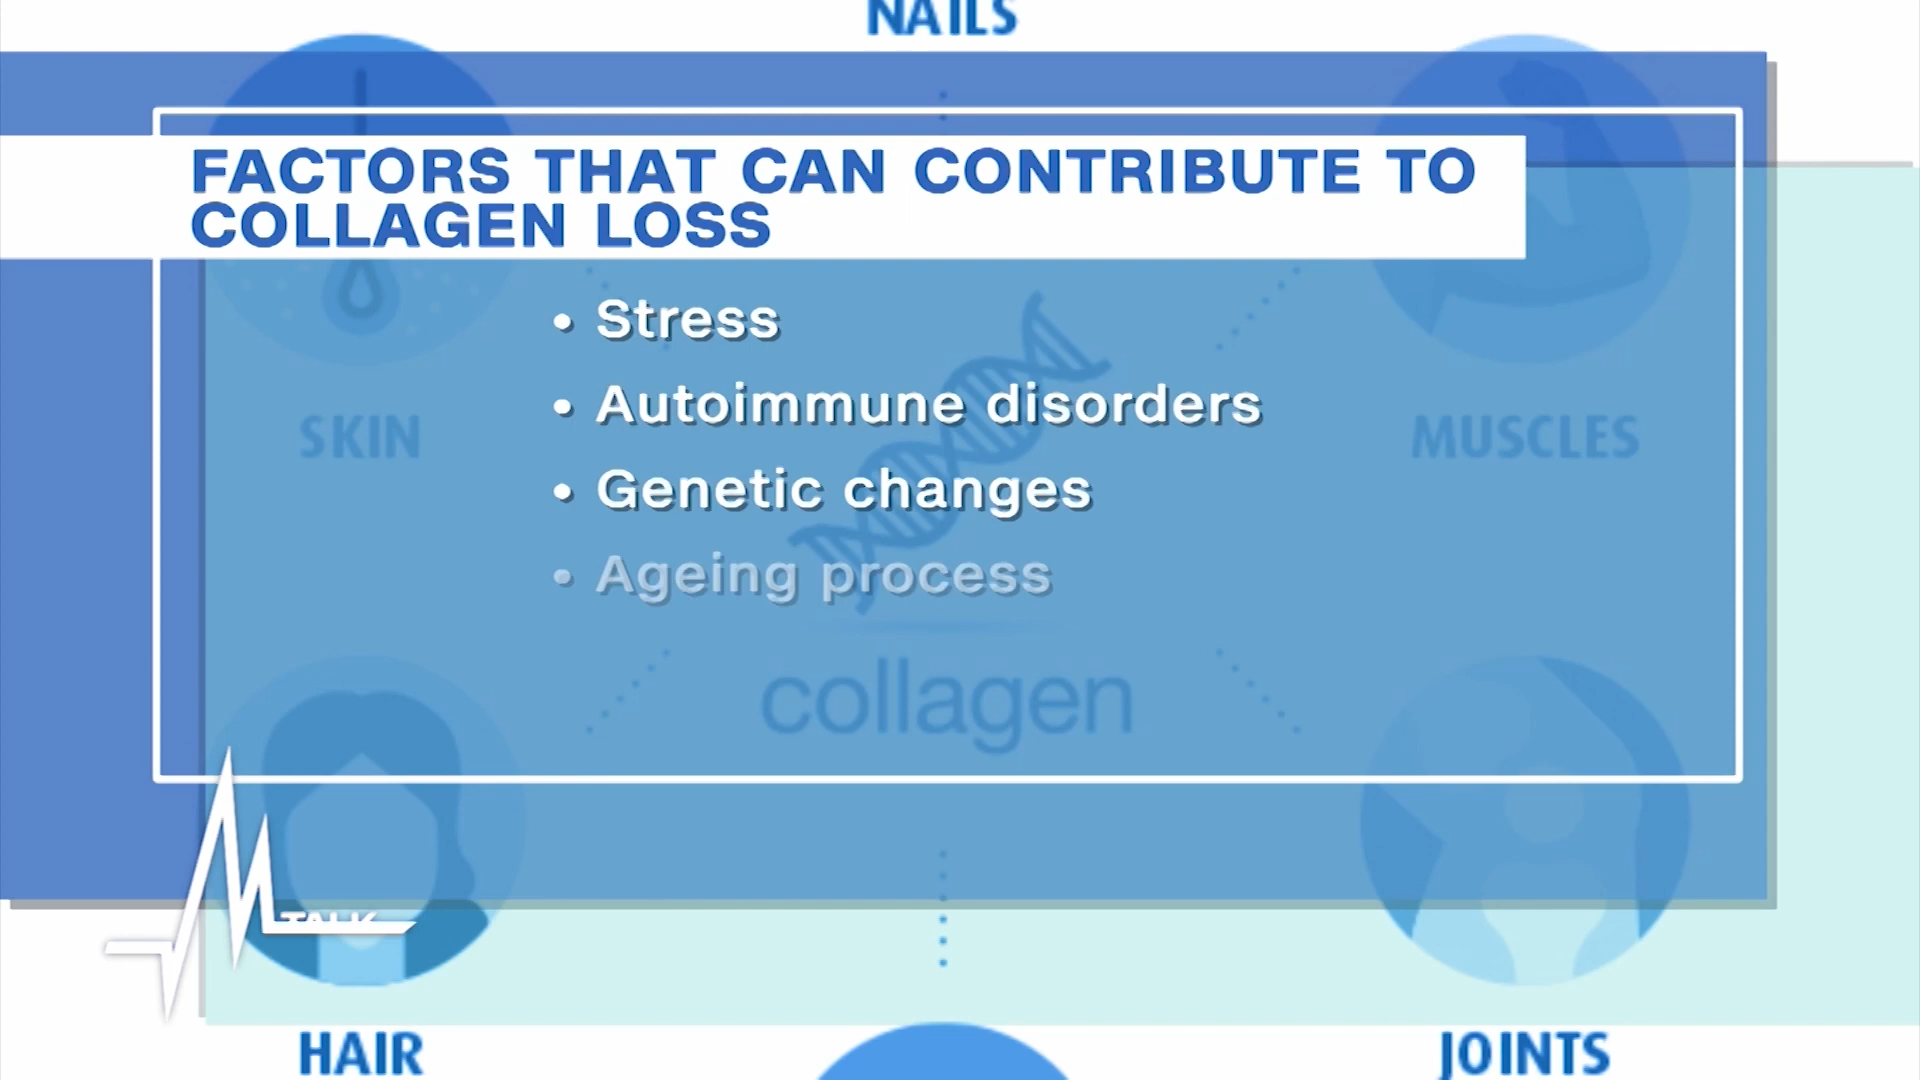 NAILS
FACTORS THAT CAN CONTRIBUTE TO
COLLAGEN LOSS
• Stress
• Autoimmune disorders
SKIN
MUSCLES
• Genetic changes
• Ageing process
collagen
TALK
HAIR
JOINTS